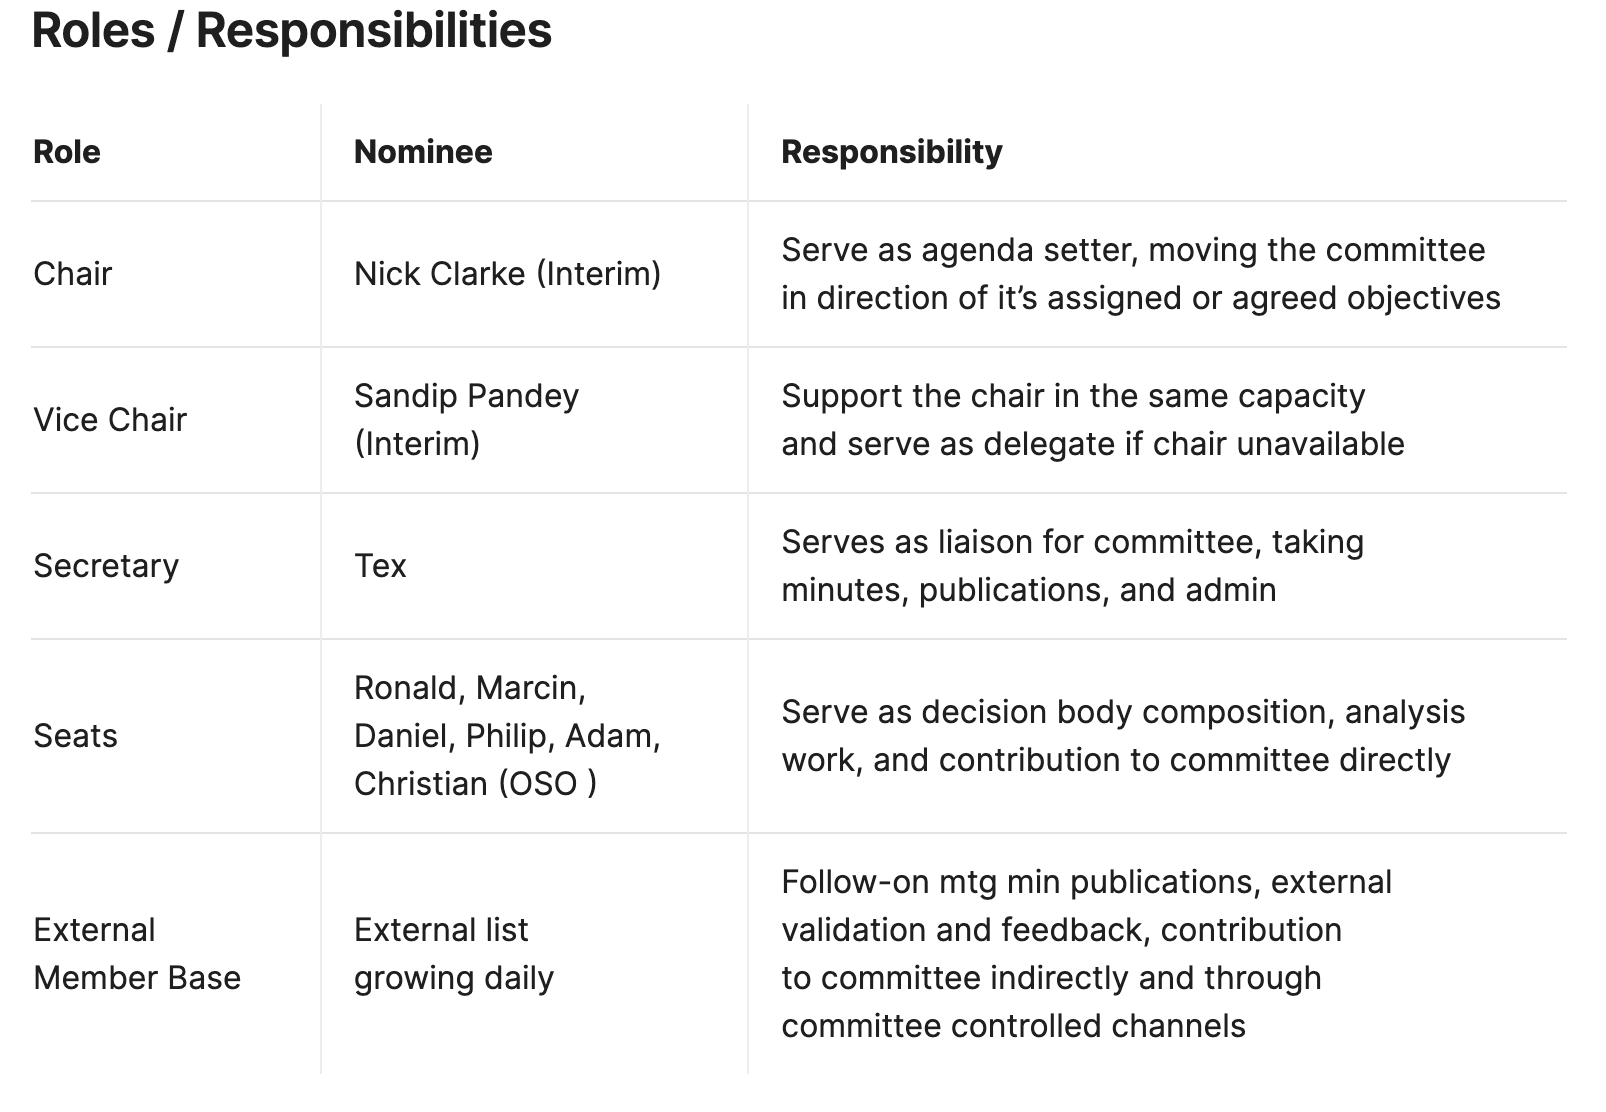 Roles / Responsibilities
Role
Nominee
Responsibility
Chair
Nick Clarke (Interim)
Serve as agenda setter, moving the committee
in direction of it’s assigned or agreed objectives
Vice Chair
Sandip Pandey
(Interim)
Support the chair in the same capacity
and serve as delegate if chair unavailable
Secretary
Tex
Serves as liaison for committee, taking
minutes, publications, and admin
Seats
Ronald, Marcin,
Daniel, Philip, Adam,
Christian (OSO )
Serve as decision body composition, analysis
work, and contribution to committee directly
External
Member Base
External list
growing daily
Follow-on mtg min publications, external
validation and feedback, contribution
to committee indirectly and through
committee controlled channels